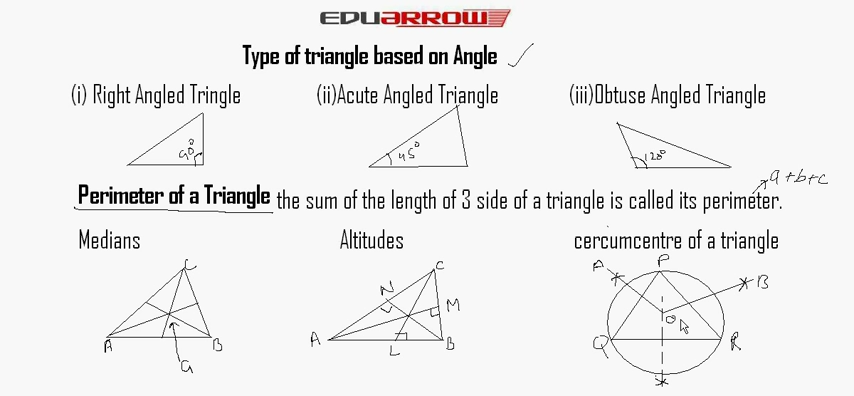 EDUARROW
Type of triangle based on Angle
(i) Right Angled Tringle (ii)Acute Angled Triangle (iii)Obtuse Angled Triangle
90° 45° 120°
a+b+c
Perimeter of a Triangle the sum of the length of 3 side of a triangle is called its perimeter.
Medians Altitudes cercumcentre of a triangle
C C A P B
N M O
A B A L B Q R
G